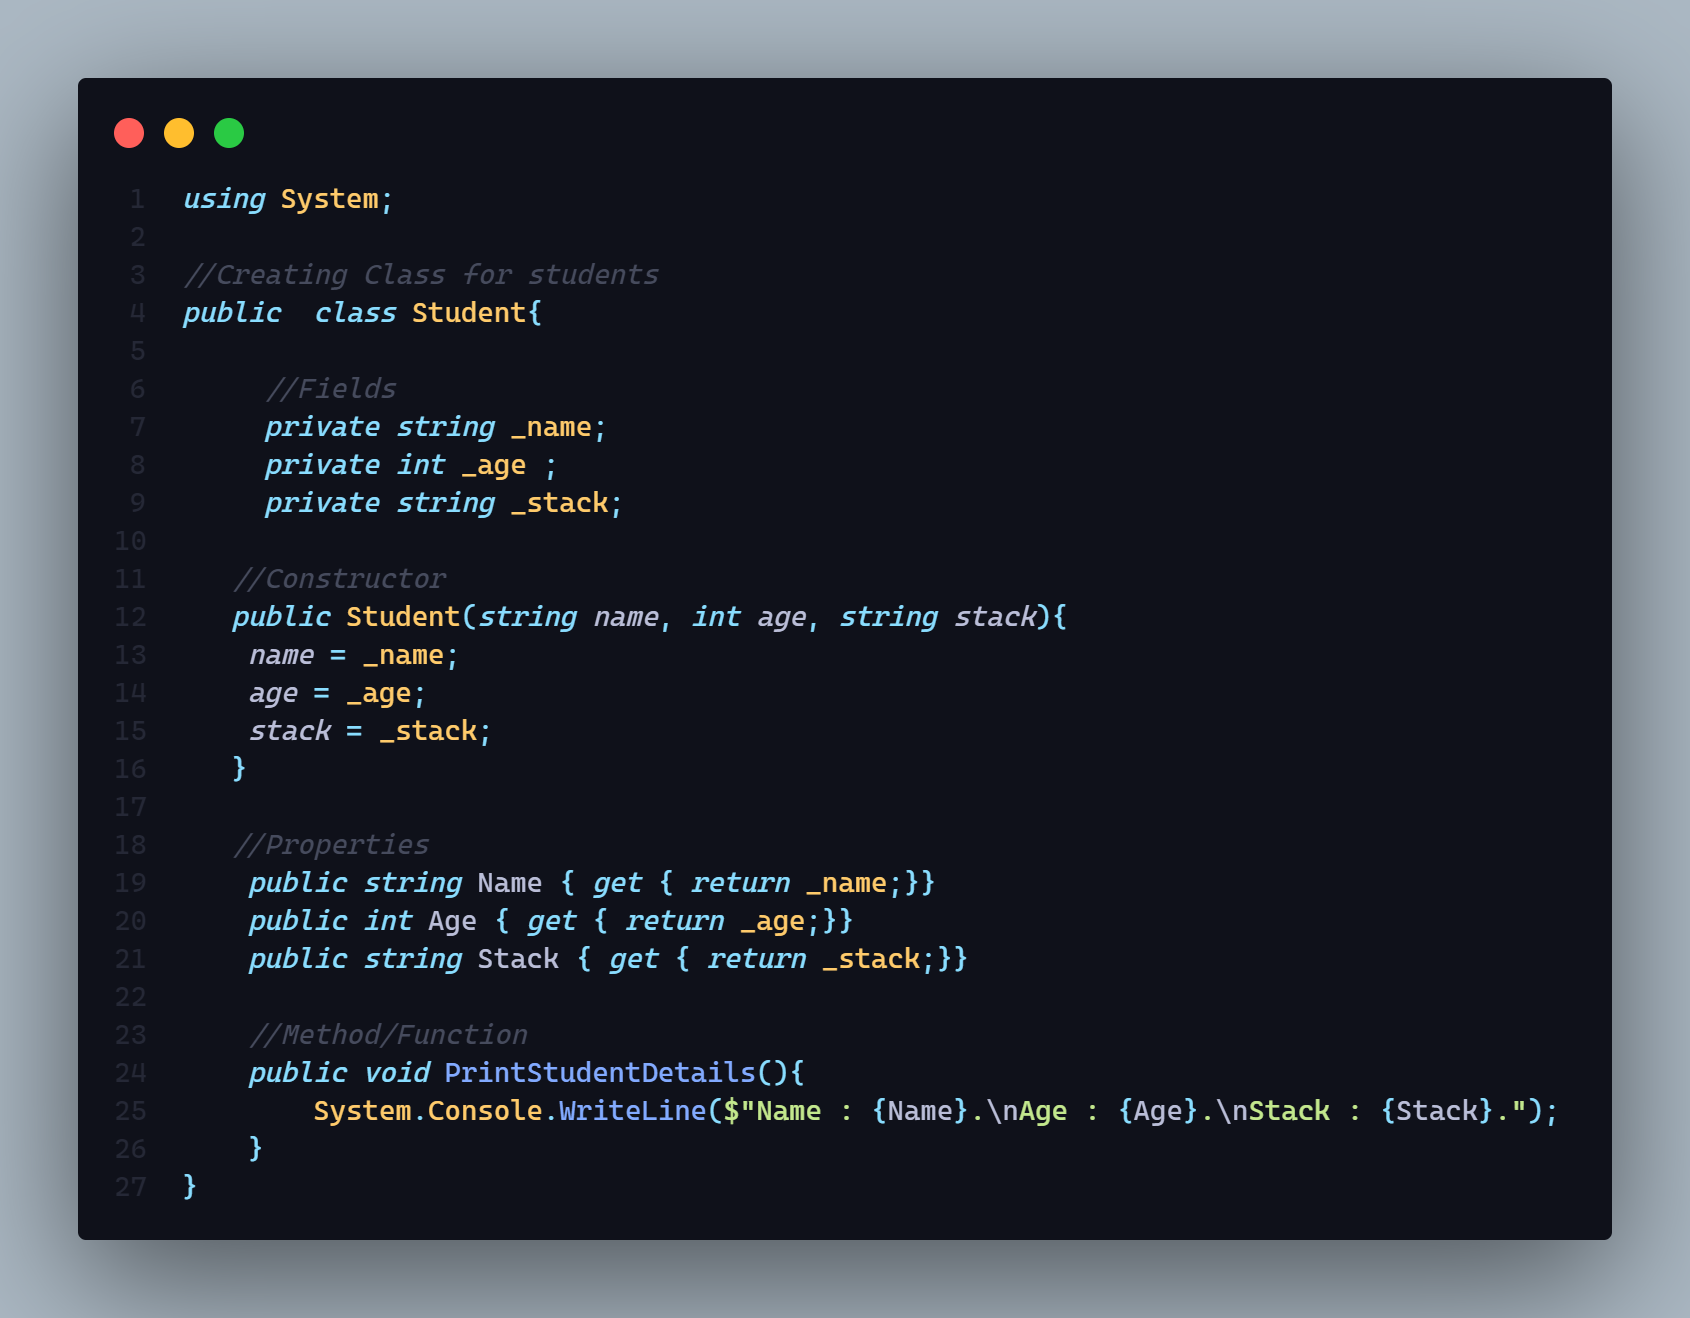 1 using System;
2
3 //Creating Class for students
4 public  class Student{
5
6      //Fields
7      private string _name;
8      private int _age ;
9      private string _stack;
10
11    //Constructor
12    public Student(string name, int age, string stack){
13     name = _name;
14     age = _age;
15     stack = _stack;
16    }
17
18    //Properties
19     public string Name { get { return _name;}}
20     public int Age { get { return _age;}}
21     public string Stack { get { return _stack;}}
22
23     //Method/Function
24     public void PrintStudentDetails(){
25         System.Console.WriteLine($"Name : {Name}.\nAge : {Age}.\nStack : {Stack}.");
26     }
27 }